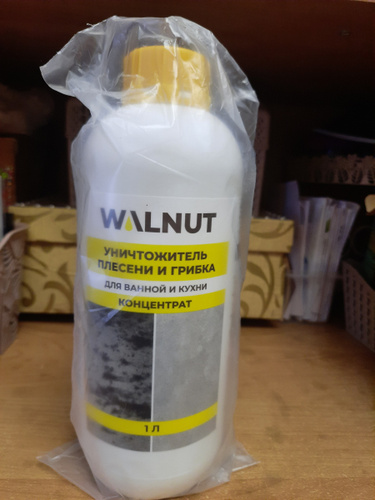 WALNUT
УНИЧТОЖИТЕЛЬ
ПЛЕСЕНИ И ГРИБКА
ДЛЯ ВАННОЙ И КУХНИ
КОНЦЕНТРАТ
1 Л